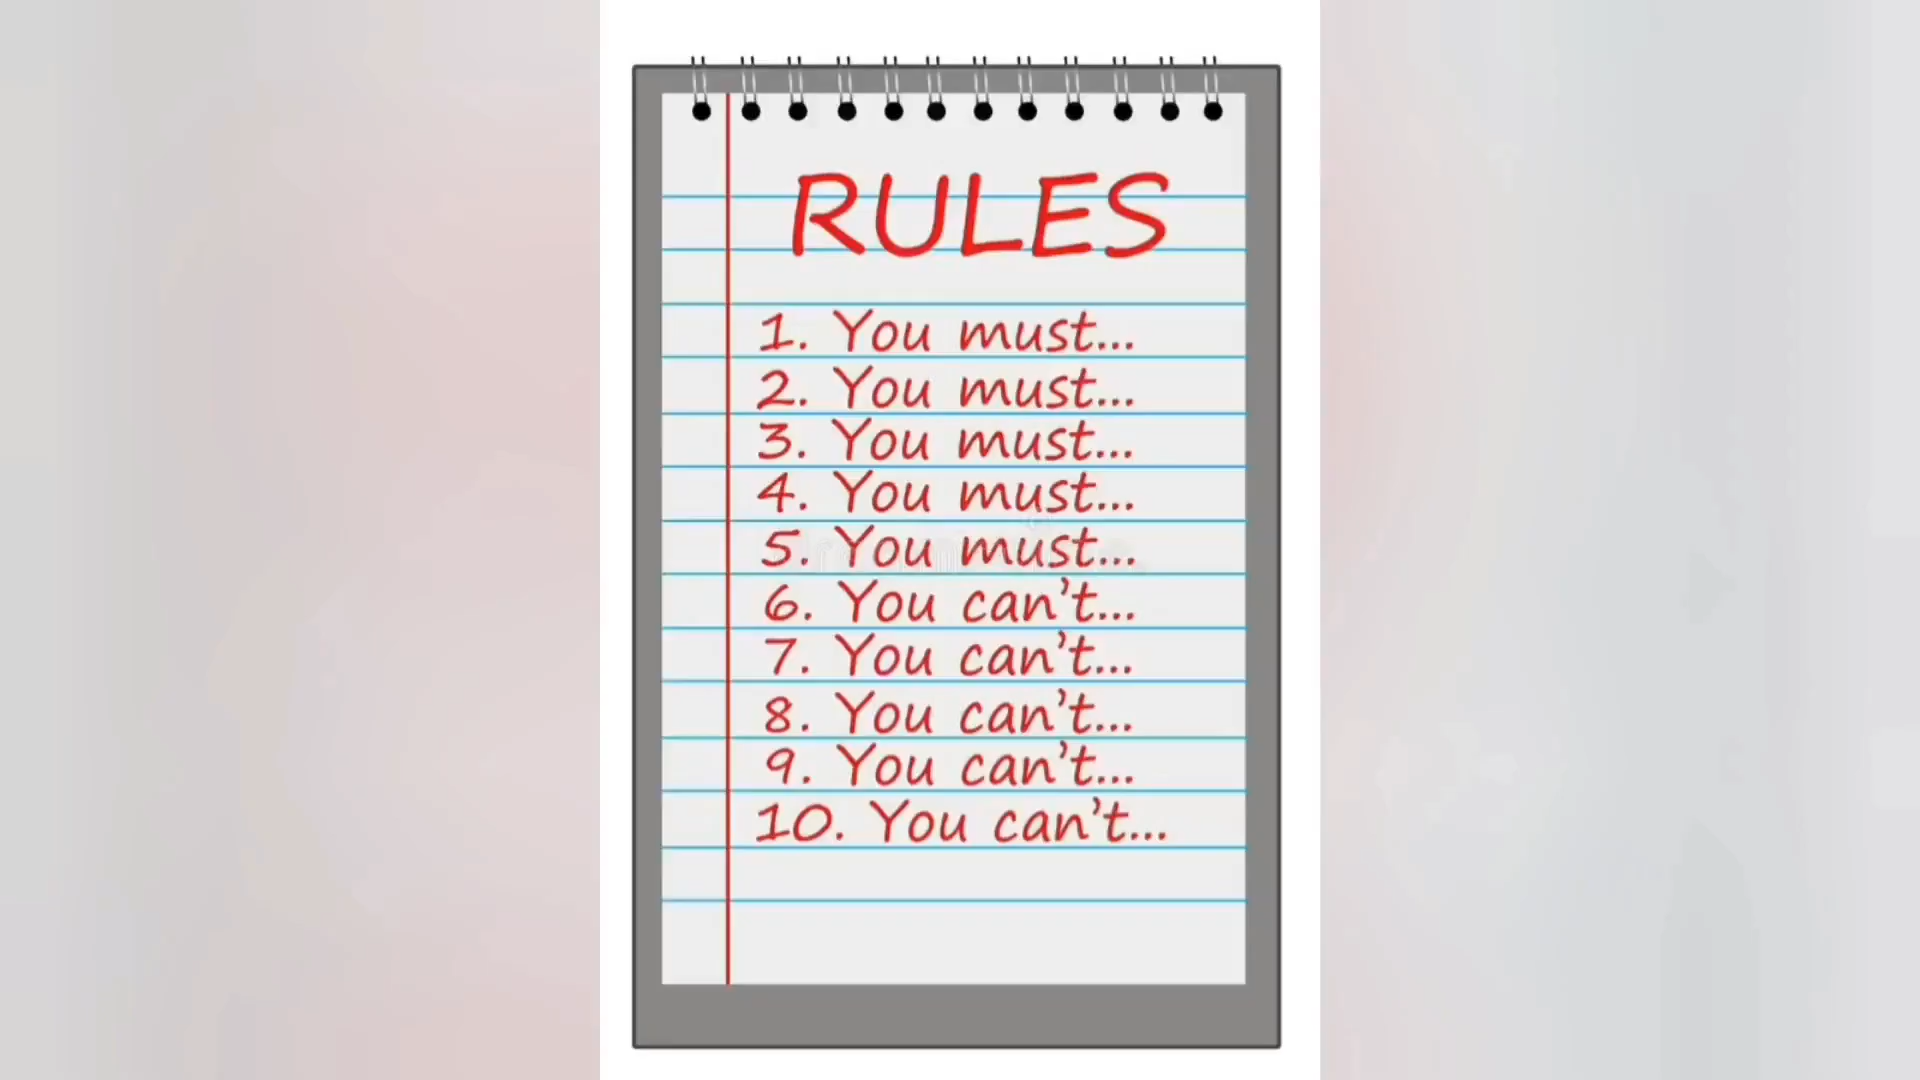 RULES
1. You must...
2. You must...
3. You must...
4. You must...
5. You must...
6. You can't...
7. You can't...
8. You can't...
9. You can't...
10. You can't...